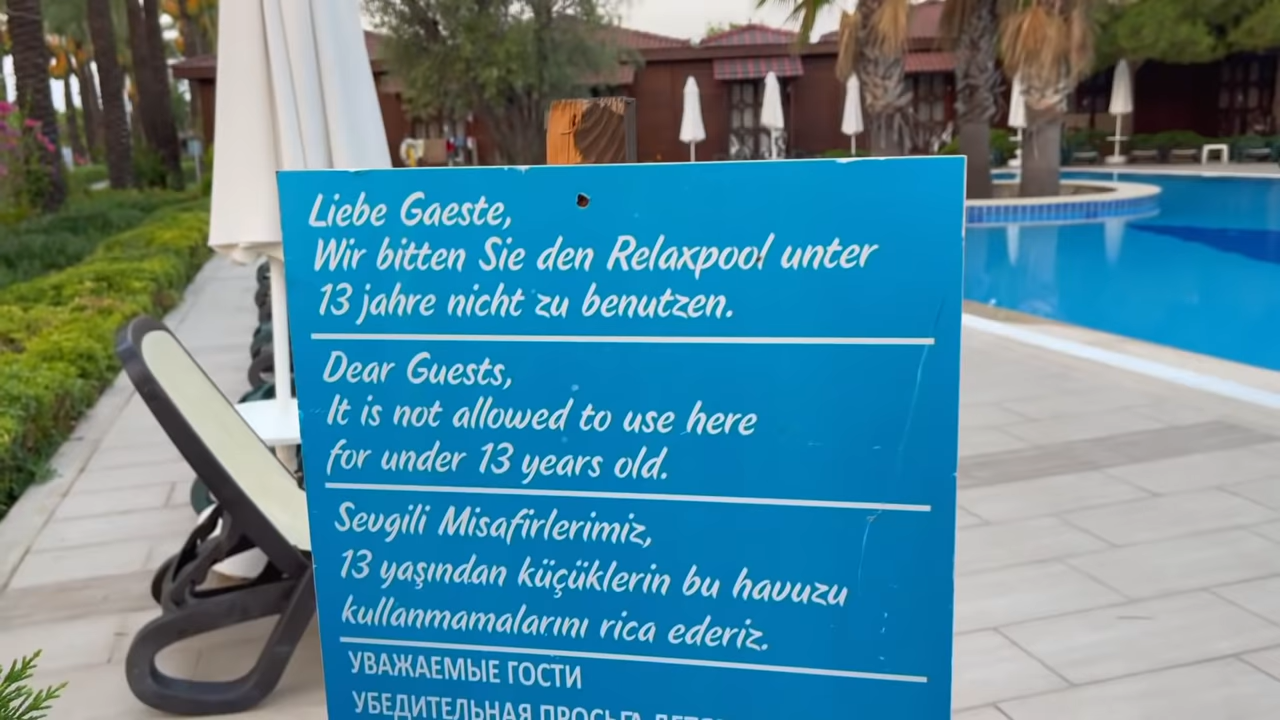 Liebe Gaeste,
Wir bitten Sie den Relaxpool unter
13 jahre nicht zu benutzen.
Dear Guests,
It is not allowed to use here
for under 13 years old.
Sevgili Misafirlerimiz,
13 yaşından küçüklerin bu havuzu
kullanmamalarını rica ederiz.
УВАЖАЕМЫЕ ГОСТИ
УБЕДИТЕЛЬНАЯ ПРОСЬБА